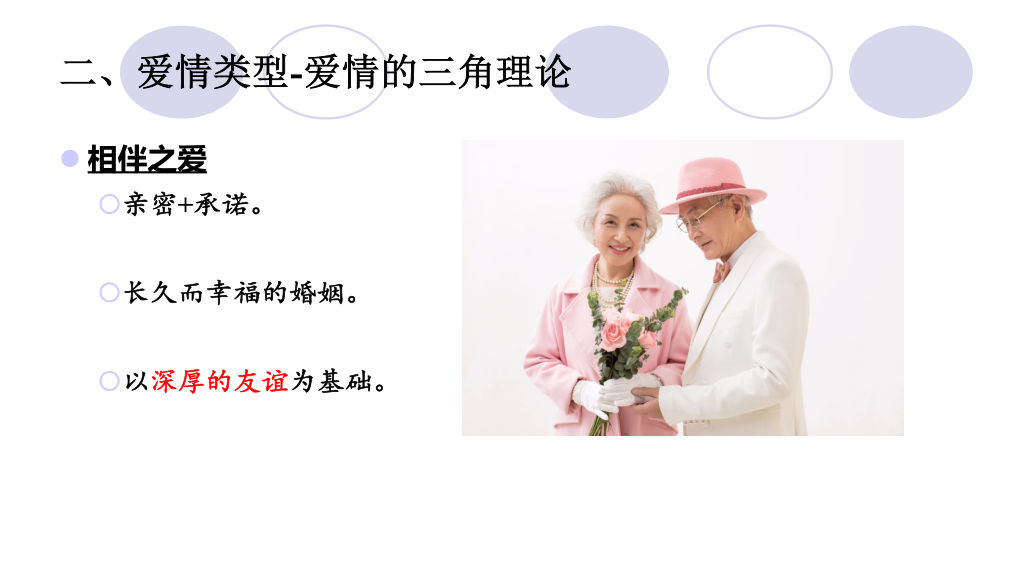 二、爱情类型-爱情的三角理论
相伴之爱
亲密+承诺。
长久而幸福的婚姻。
以深厚的友谊为基础。